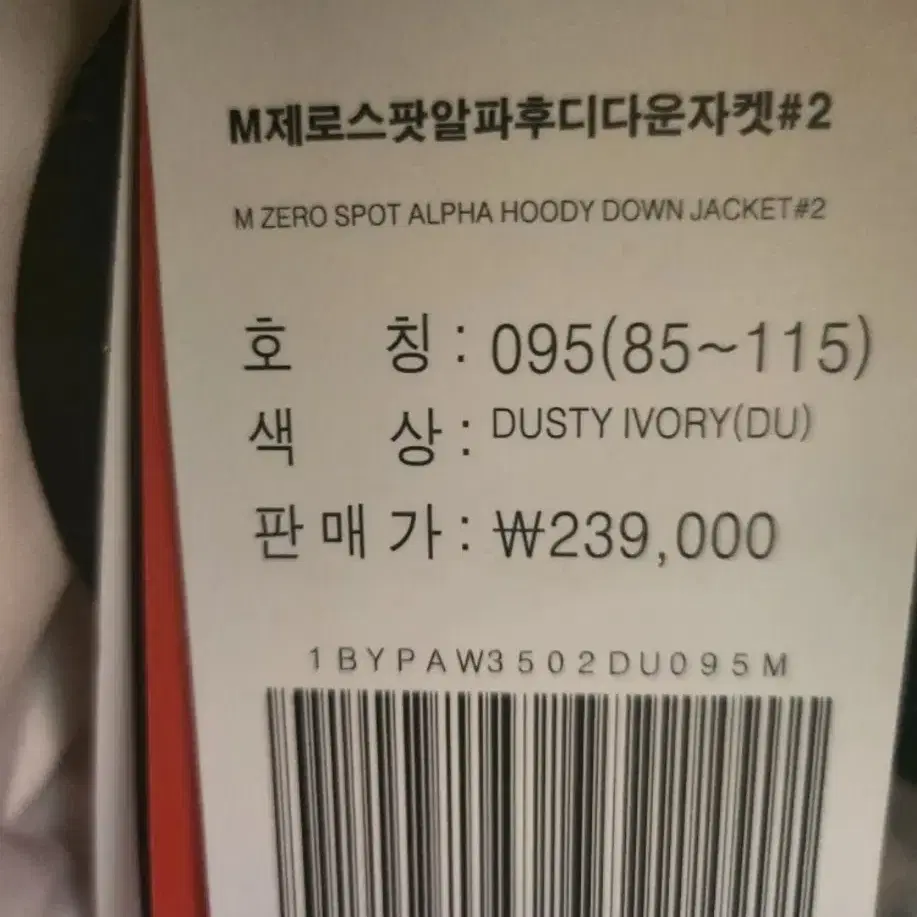 M제로스팟알파후디다운자켓#2
M ZERO SPOT ALPHA HOODY DOWN JACKET#2
호 칭 : 095(85~115)
색 상 : DUSTY IVORY(DU)
판 매 가 : ₩239,000
1BYPAW3502DU095M